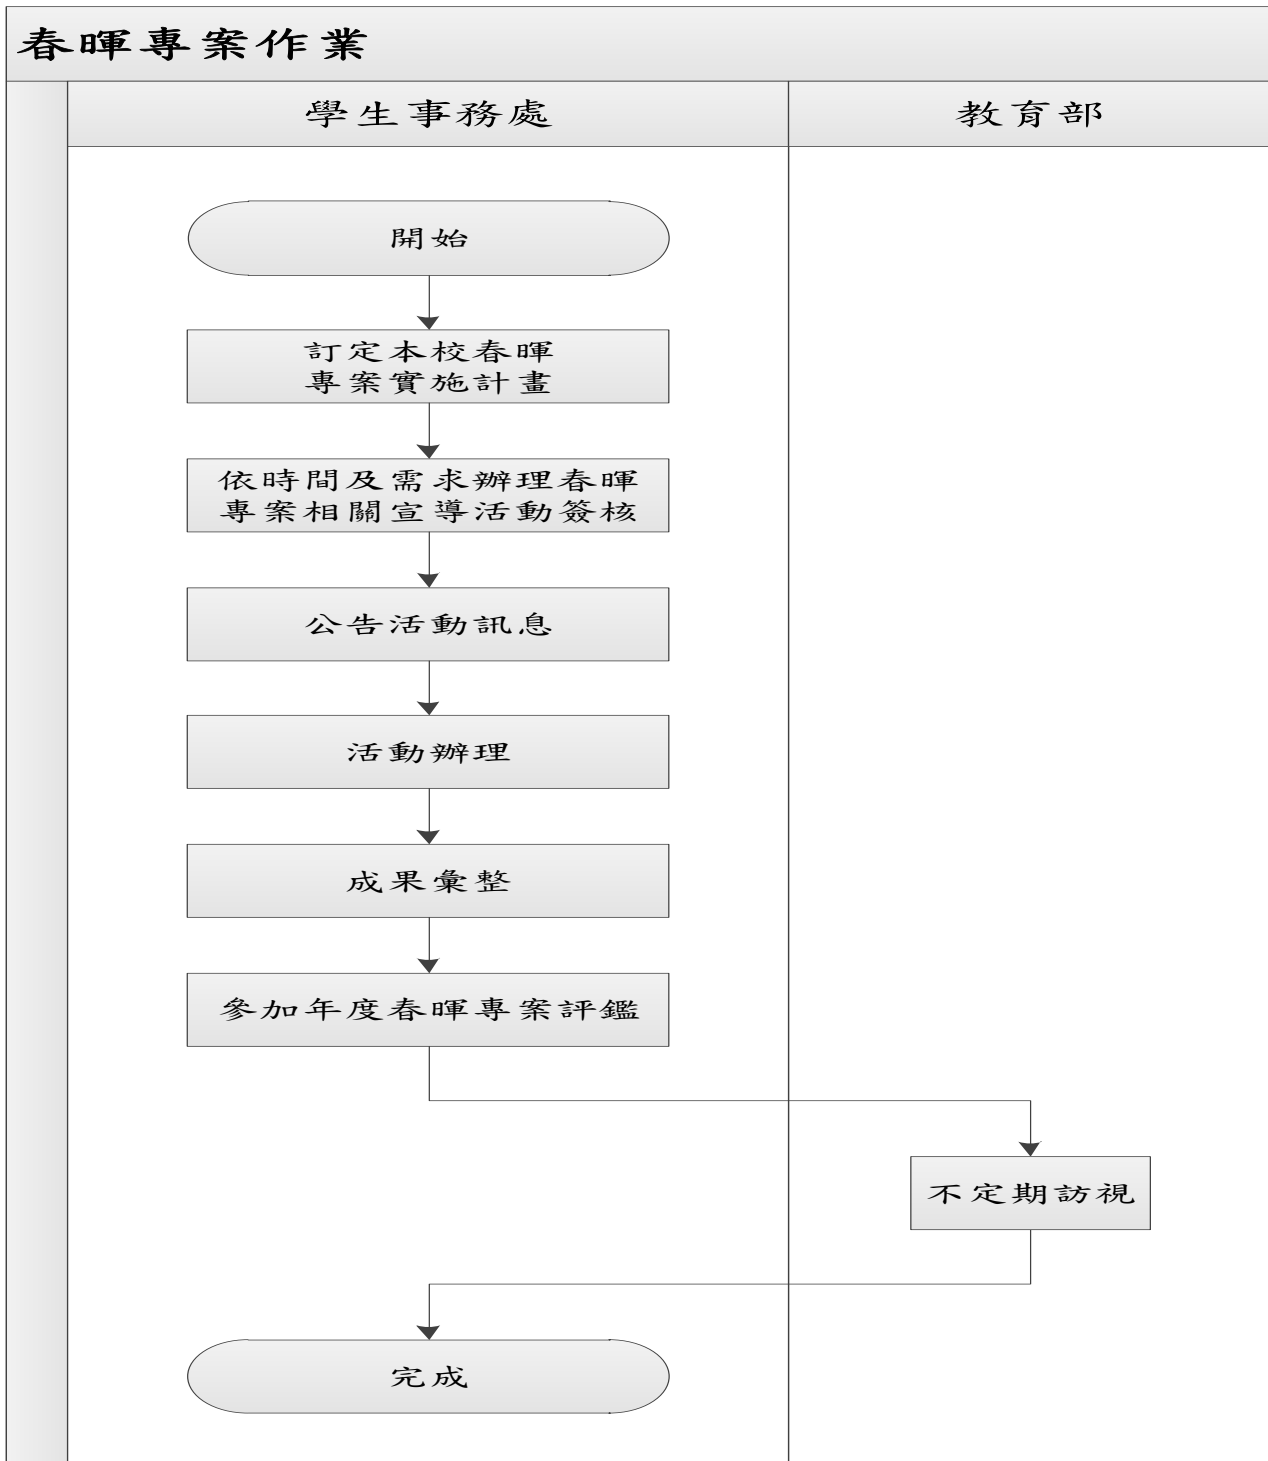 春暉專案作業
學生事務處
教育部
開始
訂定本校春暉
專案實施計畫
依時間及需求辦理春暉
專案相關宣導活動簽核
公告活動訊息
活動辦理
成果彙整
參加年度春暉專案評鑑
不定期訪視
完成